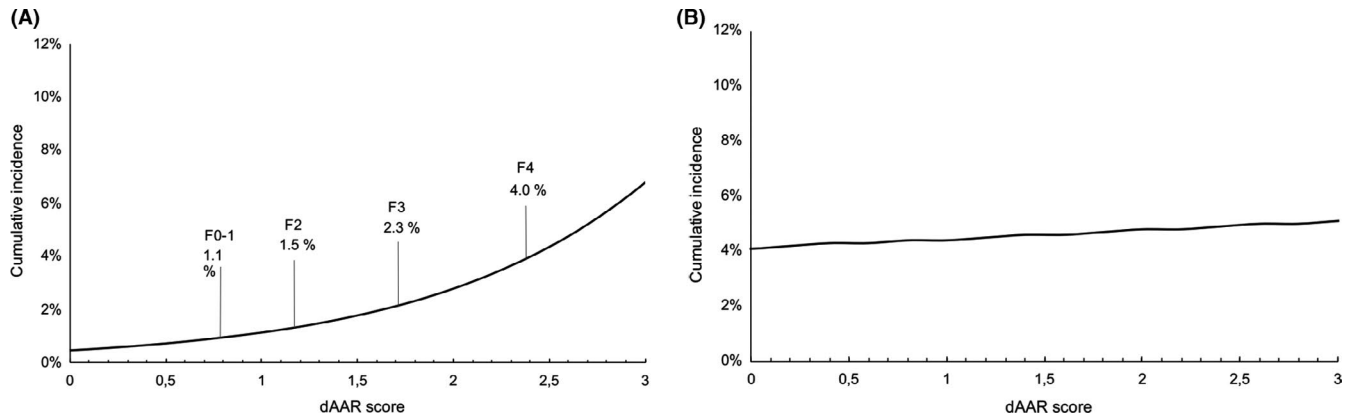 (A)
12%
10%
8%
6%
4%
2%
0%
Cumulative incidence
F0-1
1.1
%
F2
1.5 %
F3
2.3 %
F4
4.0 %
0 0,5 1 1,5 2 2,5 3
dAAR score
(B)
12%
10%
8%
6%
4%
2%
0%
Cumulative incidence
0 0,5 1 1,5 2 2,5 3
dAAR score